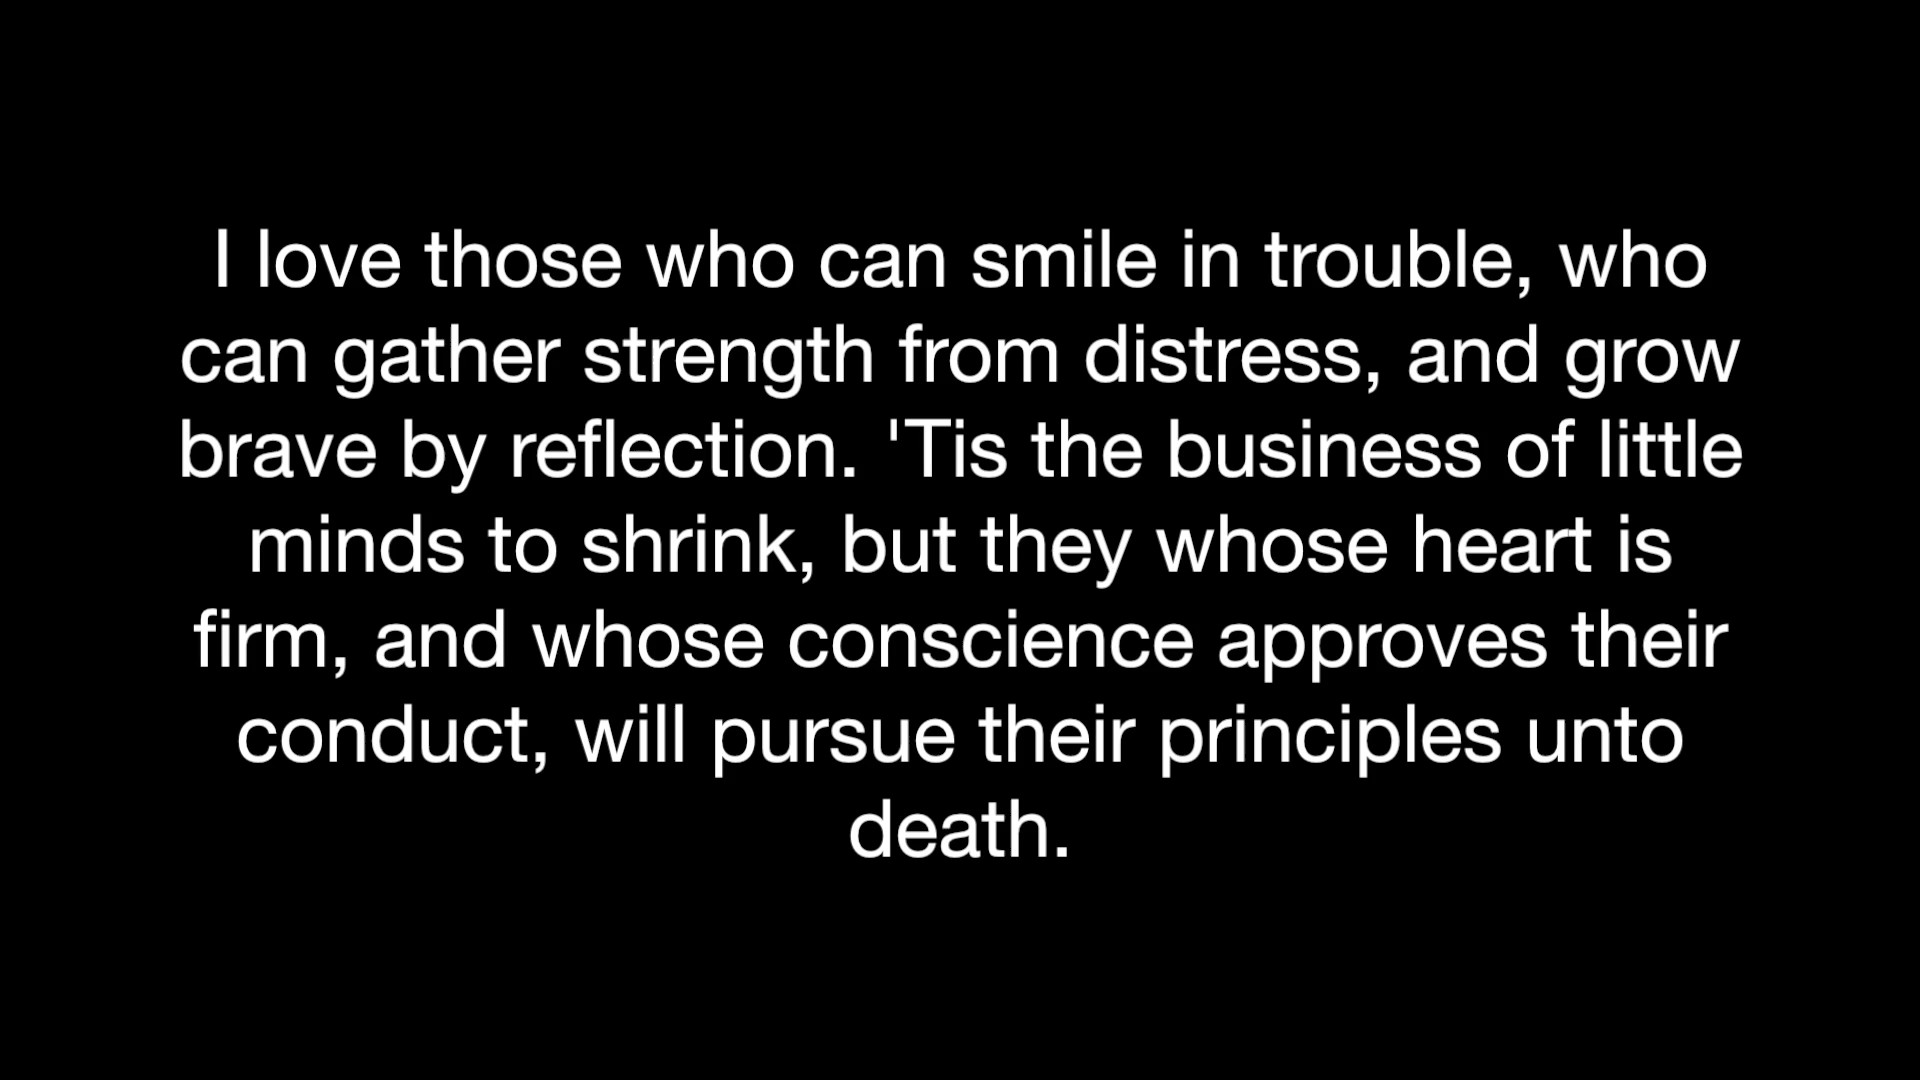 I love those who can smile in trouble, who
can gather strength from distress, and grow
brave by reflection. 'Tis the business of little
minds to shrink, but they whose heart is
firm, and whose conscience approves their
conduct, will pursue their principles unto
death.